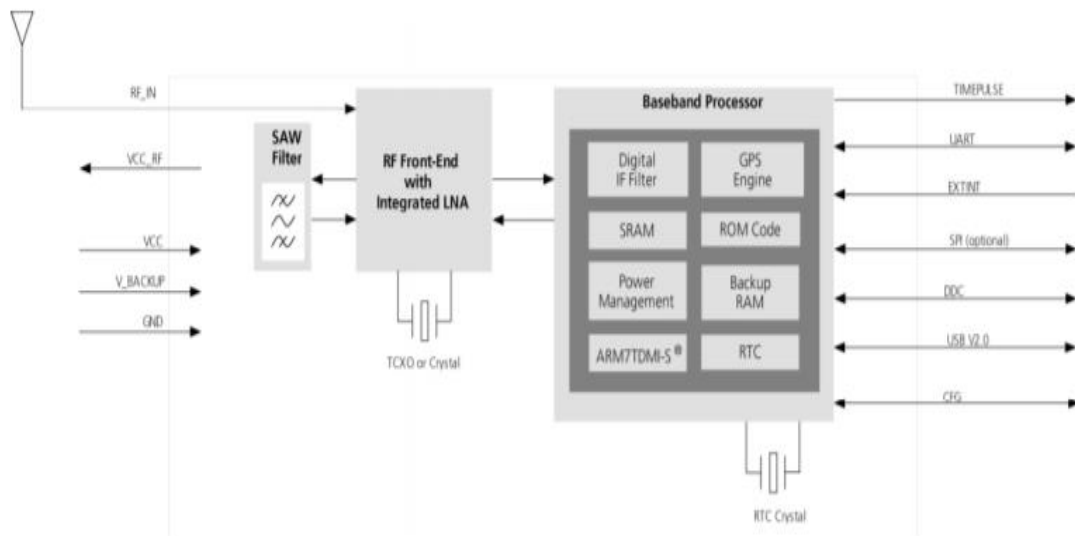 RF_IN
VCC_RF
VCC
V_BACKUP
GND
SAW
Filter
RF Front-End
with
Integrated LNA
TCXO or Crystal
Baseband Processor
Digital
IF Filter
GPS
Engine
SRAM
ROM Code
Power
Management
Backup
RAM
ARM7TDMI-S®
RTC
RTC Crystal
TIMEPULSE
UART
EXTINT
SPI (optional)
DDC
USB V2.0
CFG